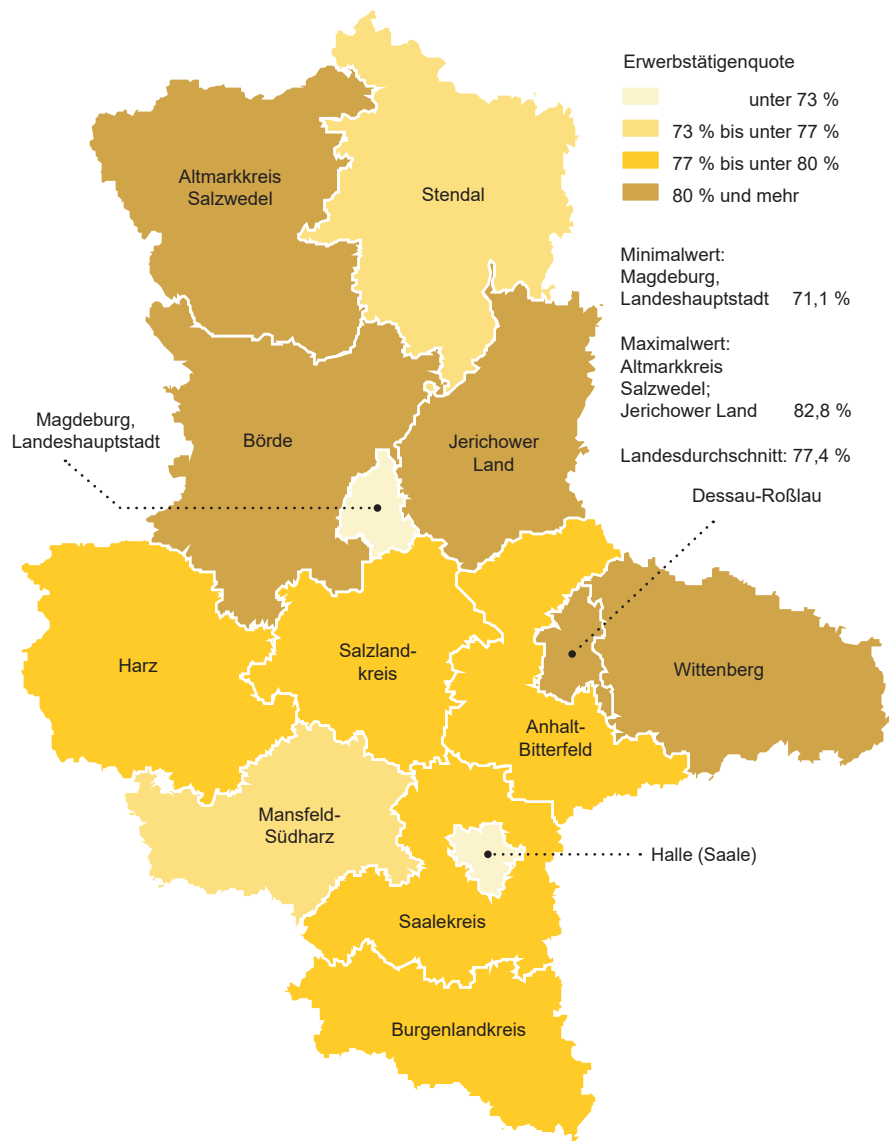 Erwerbstätigenquote
unter 73 %
73 % bis unter 77 %
77 % bis unter 80 %
80 % und mehr
Minimalwert:
Magdeburg,
Landeshauptstadt 71,1 %
Maximalwert:
Altmarkkreis
Salzwedel;
Jerichower Land 82,8 %
Landesdurchschnitt: 77,4 %
Altmarkkreis
Salzwedel
Stendal
Magdeburg,
Landeshauptstadt
Börde
Jerichower
Land
Dessau-Roßlau
Harz
Salzland-
kreis
Wittenberg
Anhalt-
Bitterfeld
Mansfeld-
Südharz
Halle (Saale)
Saalekreis
Burgenlandkreis